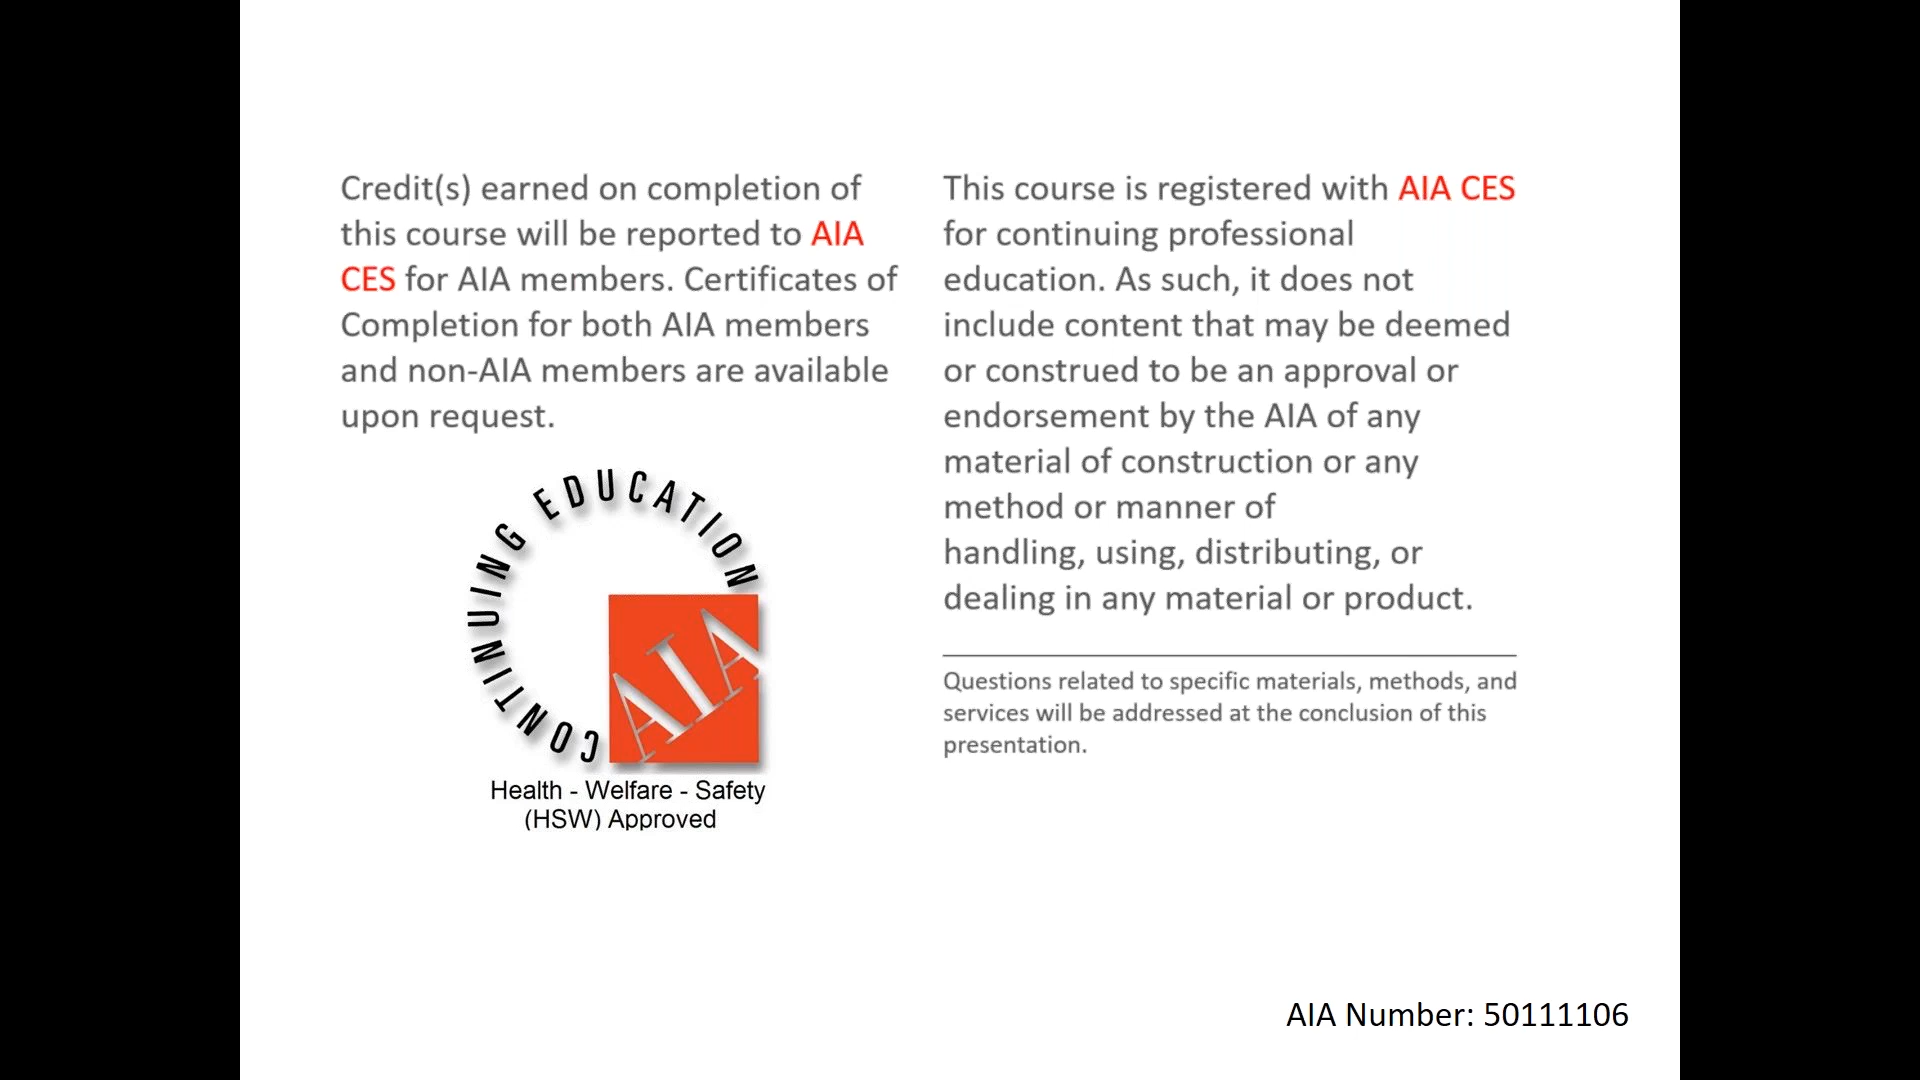 Credit(s) earned on completion of
this course will be reported to AIA
CES for AIA members. Certificates of
Completion for both AIA members
and non-AIA members are available
upon request.
CONTINUING EDUCATION
AIA
Health - Welfare - Safety
(HSW) Approved
This course is registered with AIA CES
for continuing professional
education. As such, it does not
include content that may be deemed
or construed to be an approval or
endorsement by the AIA of any
material of construction or any
method or manner of
handling, using, distributing, or
dealing in any material or product.
Questions related to specific materials, methods, and
services will be addressed at the conclusion of this
presentation.
AIA Number: 50111106